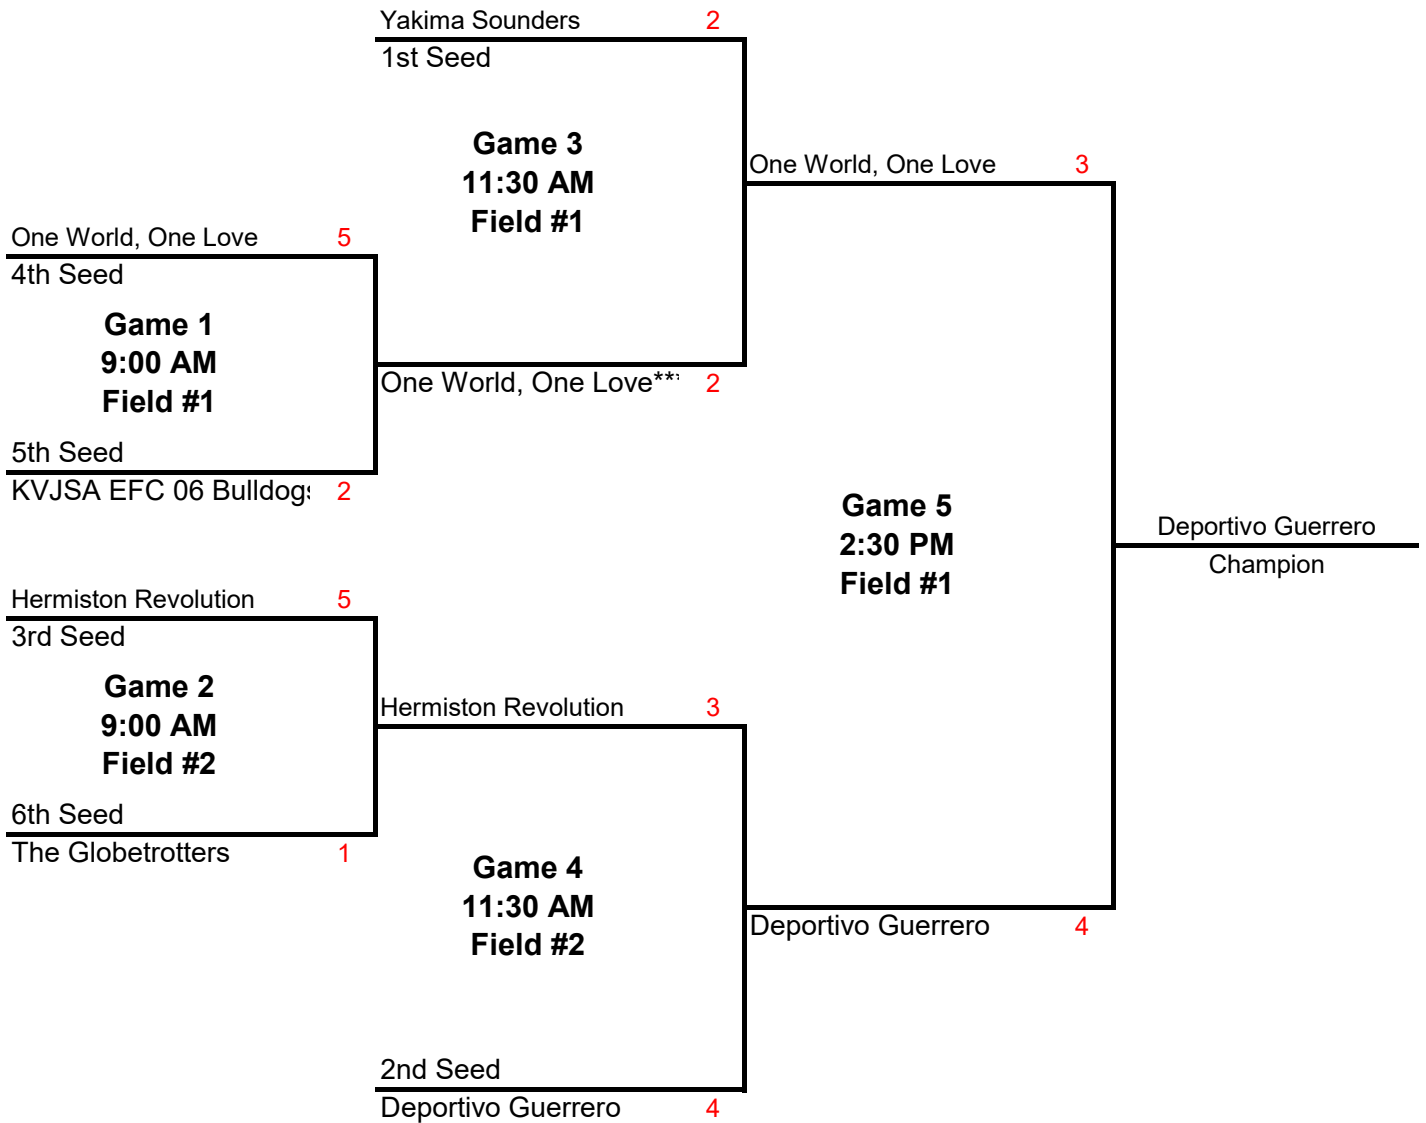 Yakima Sounders 2
1st Seed
Game 3
11:30 AM
Field #1
One World, One Love 3
One World, One Love 5
4th Seed
Game 1
9:00 AM
Field #1
One World, One Love** 2
5th Seed
KVJSA EFC 06 Bulldogs 2
Game 5
2:30 PM
Field #1
Deportivo Guerrero
Champion
Hermiston Revolution 5
3rd Seed
Game 2
9:00 AM
Field #2
Hermiston Revolution 3
6th Seed
The Globetrotters 1
Game 4
11:30 AM
Field #2
Deportivo Guerrero 4
2nd Seed
Deportivo Guerrero 4